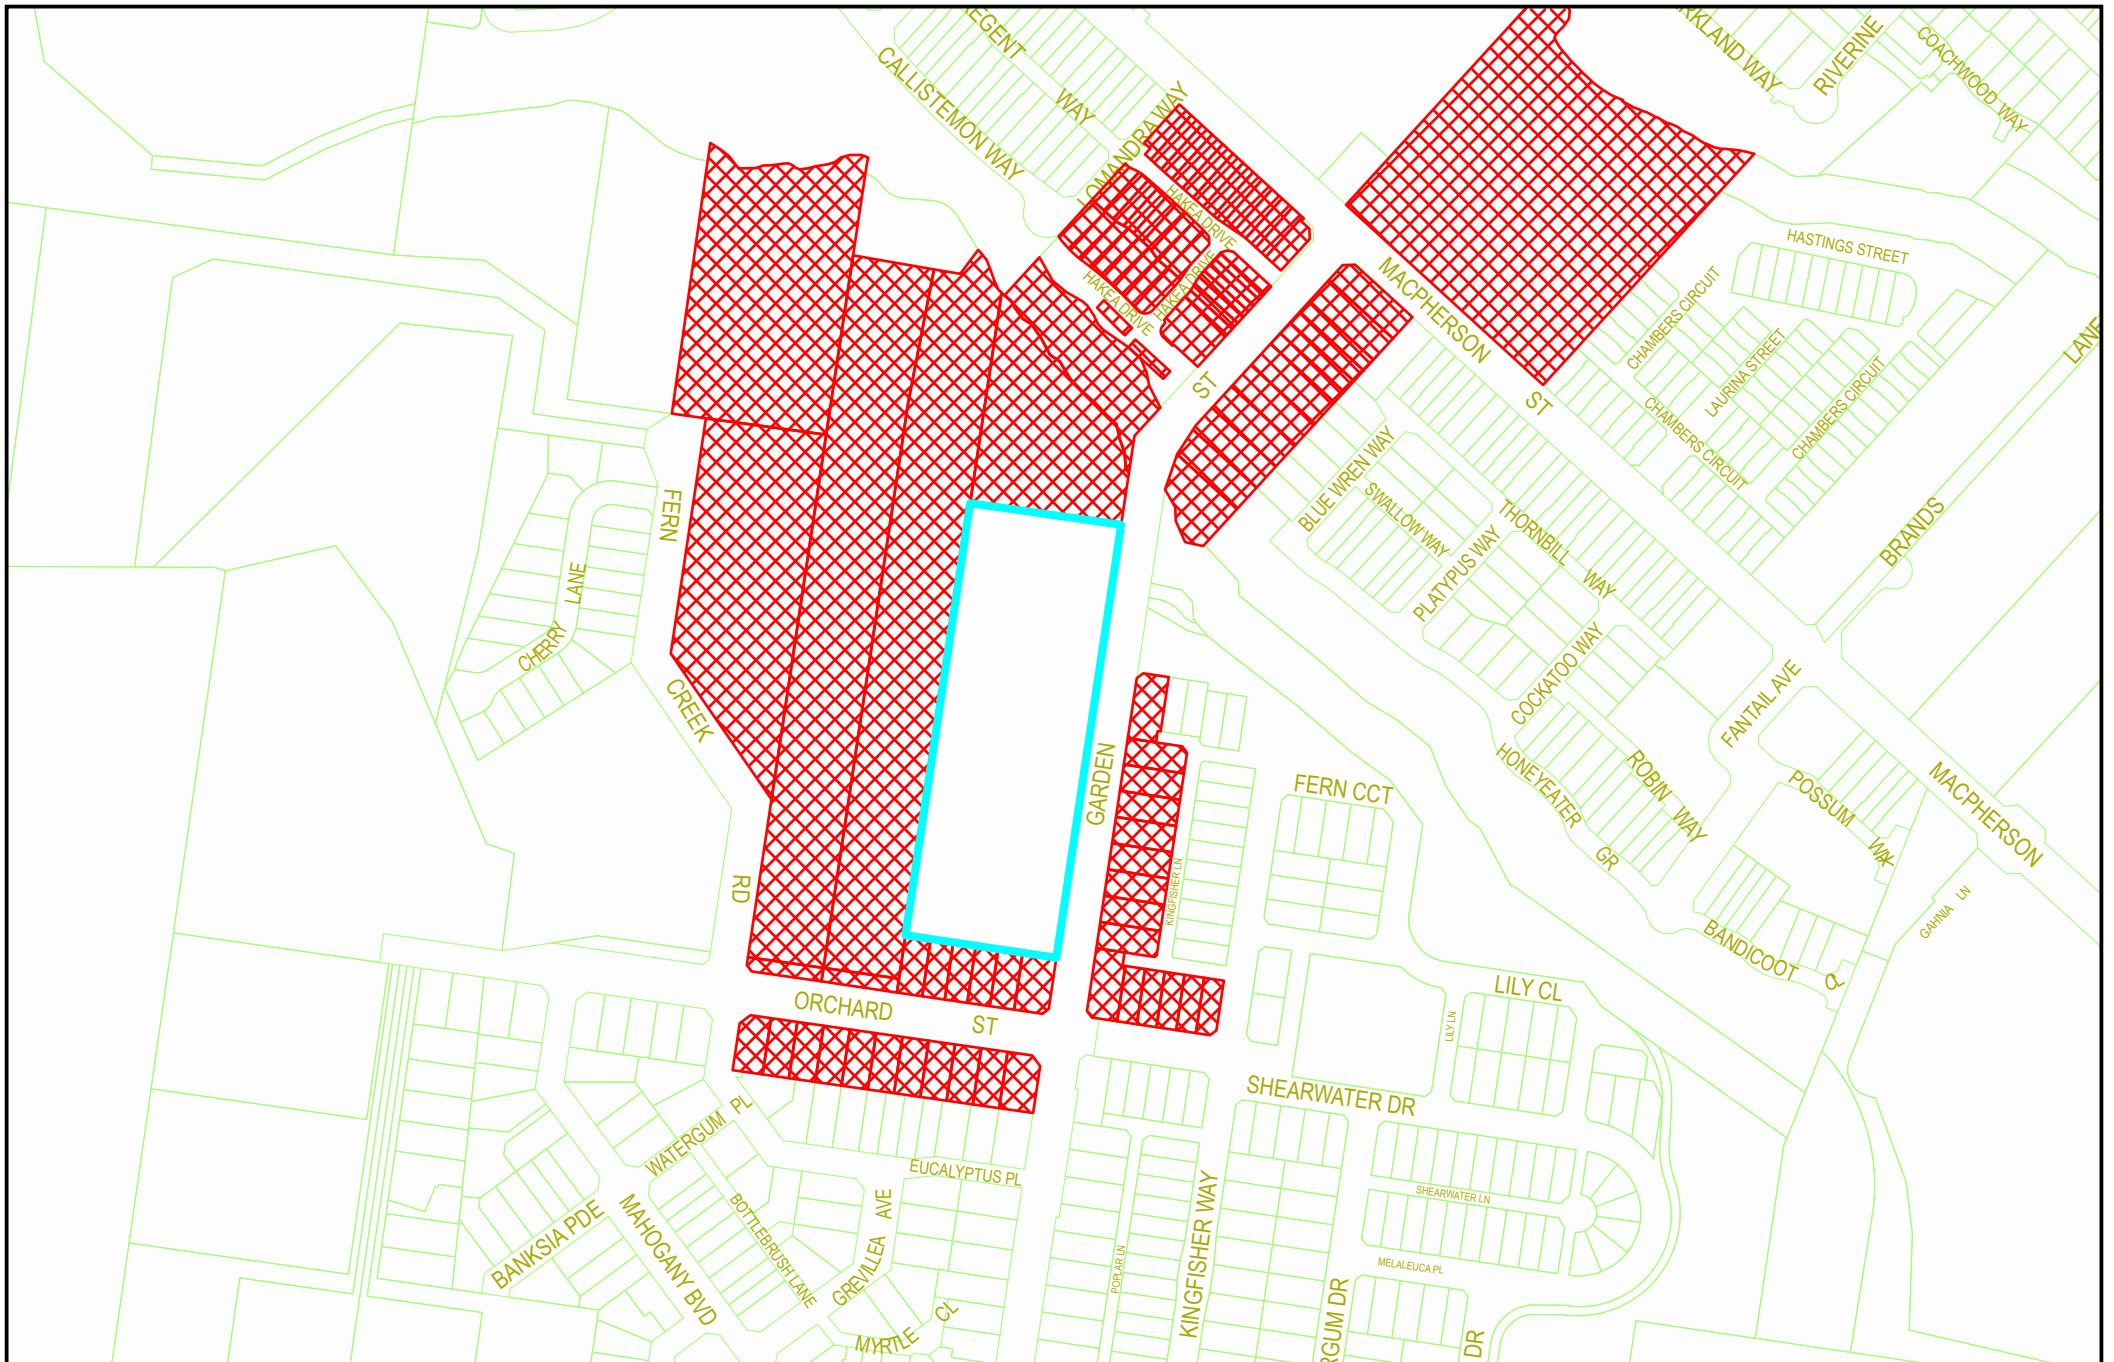 REGENT
WAY
CALLISTEMON WAY
LOMANDRA WAY
RIVERINE
COACHWOOD WAY
HAKEA DRIVE
HAKEA DRIVE
HAKEA DRIVE
HASTINGS STREET
MACPHERSON
ST
ST
CHAMBERS CIRCUIT
LAURINA STREET
CHAMBERS CIRCUIT
CHAMBERS CIRCUIT
LANE
BRANDS
BLUE WREN WAY
SWALLOW WAY
PLATYPUS WAY
THORNBILL
WAY
FERN
LANE
CHERRY
CREEK
RD
COCKATOO WAY
FANTAIL AVE
HONEYEATER
GR
ROBIN
WAY
POSSUM
WAY
MACPHERSON
GARDEN
FERN CCT
KINGFISHER LN
GAHNIA LN
BANDICOOT
CL
LILY CL
LILY LN
ORCHARD
ST
SHEARWATER DR
WATERGUM PL
EUCALYPTUS PL
BANKSIA PDE
MAHOGANY BVD
BOTTLEBRUSH LANE
GREVILLEA AVE
MYRTLE
CL
POPLAR LN
KINGFISHER WAY
SHEARWATER LN
MELALEUCA PL
RGUM DR
DR